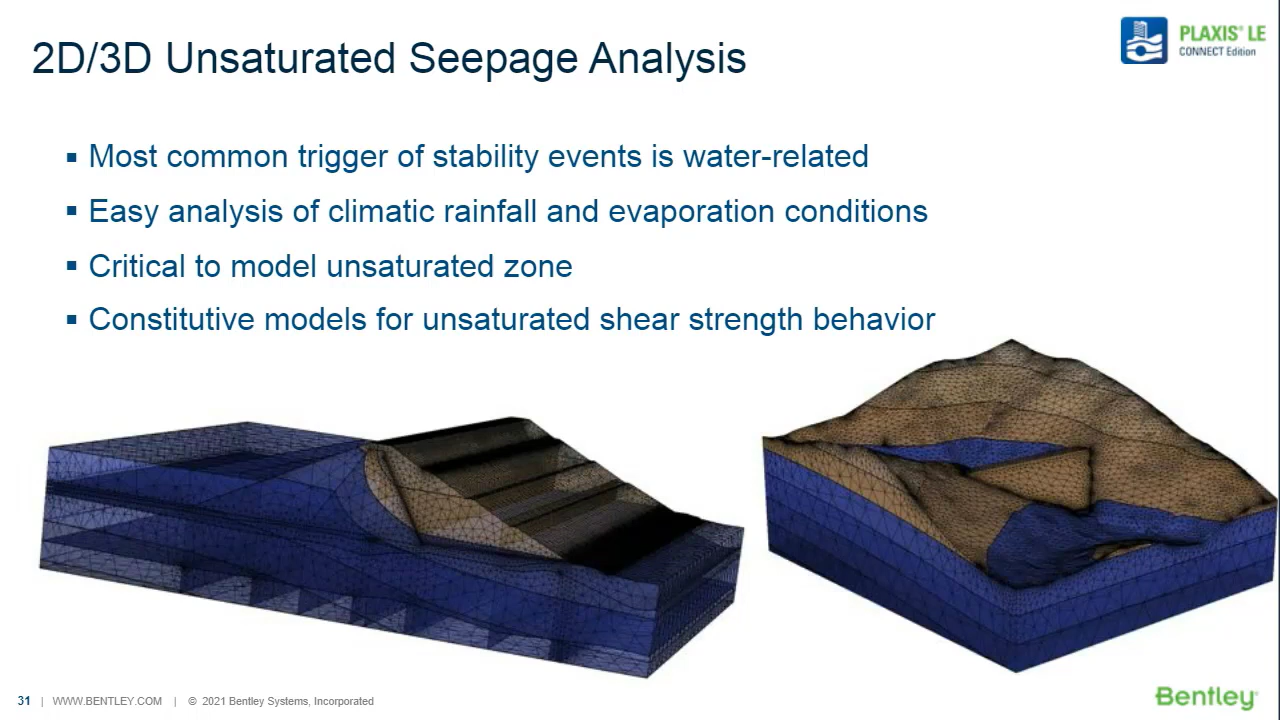 2D/3D Unsaturated Seepage Analysis
PLAXIS® LE
CONNECT Edition
▪ Most common trigger of stability events is water-related
▪ Easy analysis of climatic rainfall and evaporation conditions
▪ Critical to model unsaturated zone
▪ Constitutive models for unsaturated shear strength behavior
31 | WWW.BENTLEY.COM | © 2021 Bentley Systems, Incorporated
Bentley®